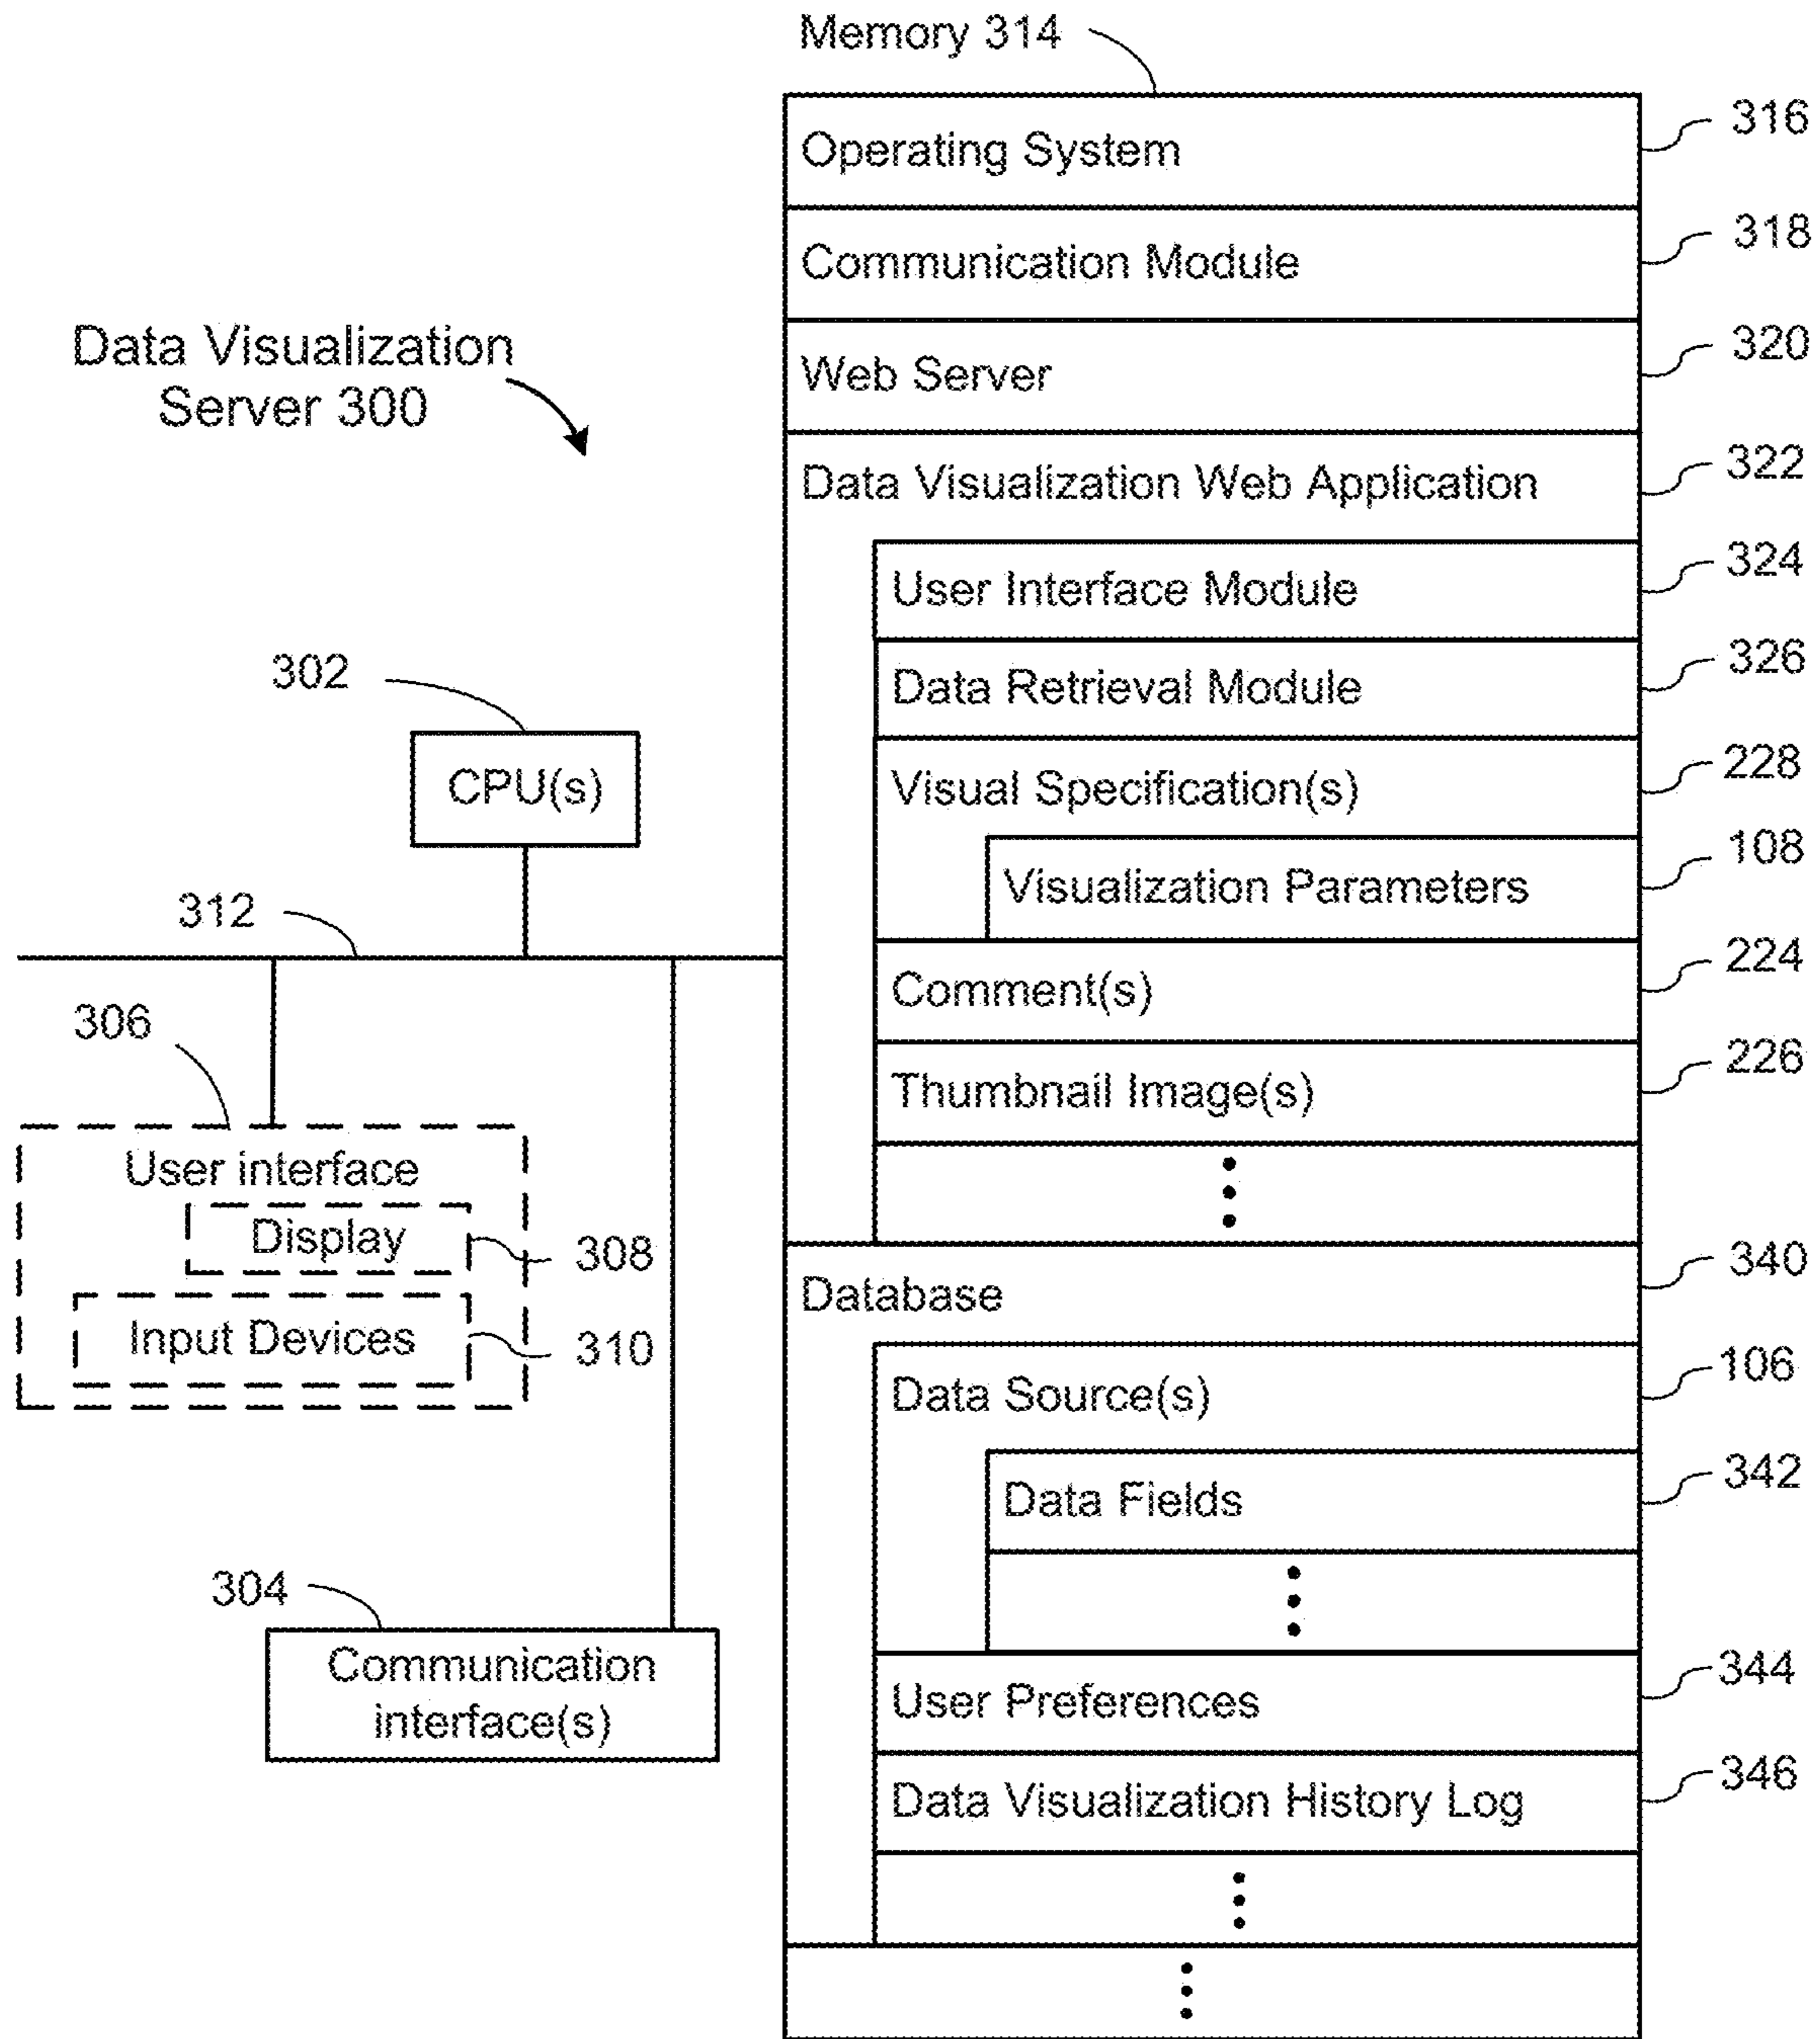 Memory 314
Operating System
316
Communication Module
318
Web Server
320
Data Visualization
Server 300
Data Visualization Web Application
322
User Interface Module
324
Data Retrieval Module
326
Visual Specification(s)
228
Visualization Parameters
108
Comment(s)
224
Thumbnail Image(s)
226
Database
340
Data Source(s)
106
Data Fields
342
User Preferences
344
Data Visualization History Log
346
302
CPU(s)
312
306
User interface
Display
308
Input Devices
310
304
Communication
interface(s)